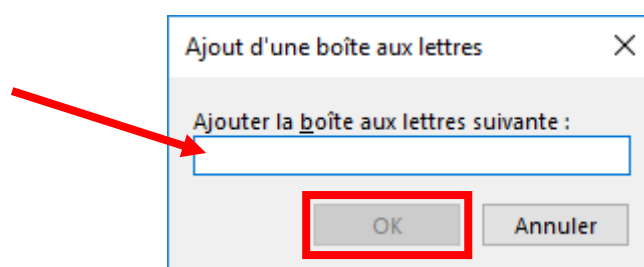 Ajout d'une boîte aux lettres
Ajouter la boîte aux lettres suivante :
OK
Annuler